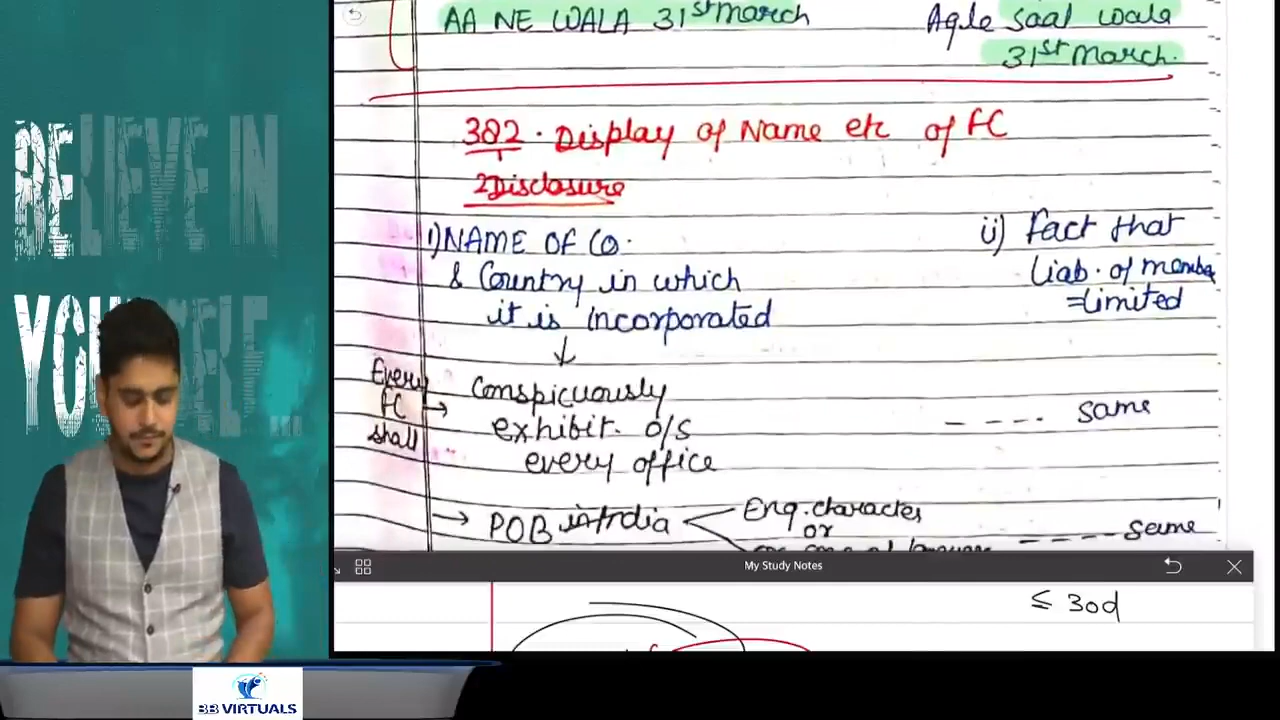 AA NE WALA 31st March
Agle saal wala
31st March.
382. Display of Name etc of FC
2Disclosure
i) NAME OF Co.
& Country in which
it is incorporated
ii) Fact that
Liab. of membe
=limited
Every
FC
shall
→ Conspicuously
exhibit. o/s
every office
---- same
→ POB in India
Eng. character
or
---- same
My Study Notes
≤ 30d
BELIEVE IN
YOURSELF...
BB VIRTUALS